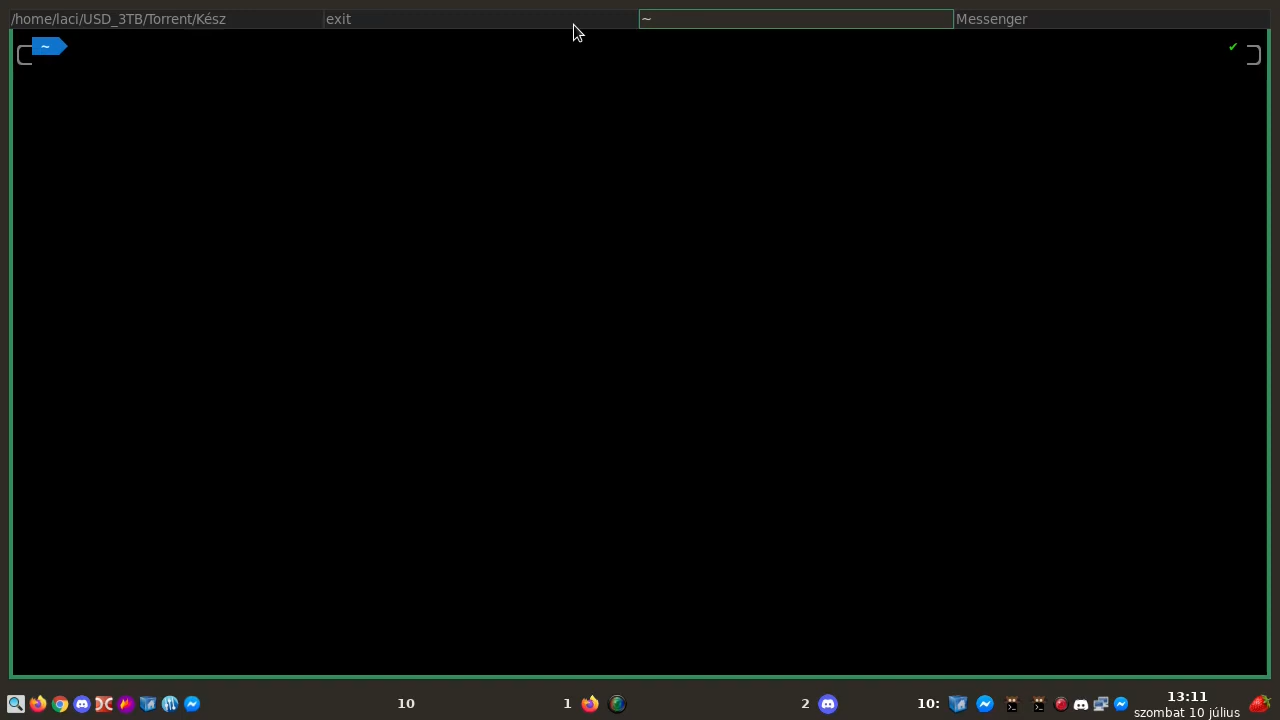 /home/laci/USD_3TB/Torrent/Kész exit ~ Messenger
~ ✔
10 1 2 10: 13:11
szombat 10 július